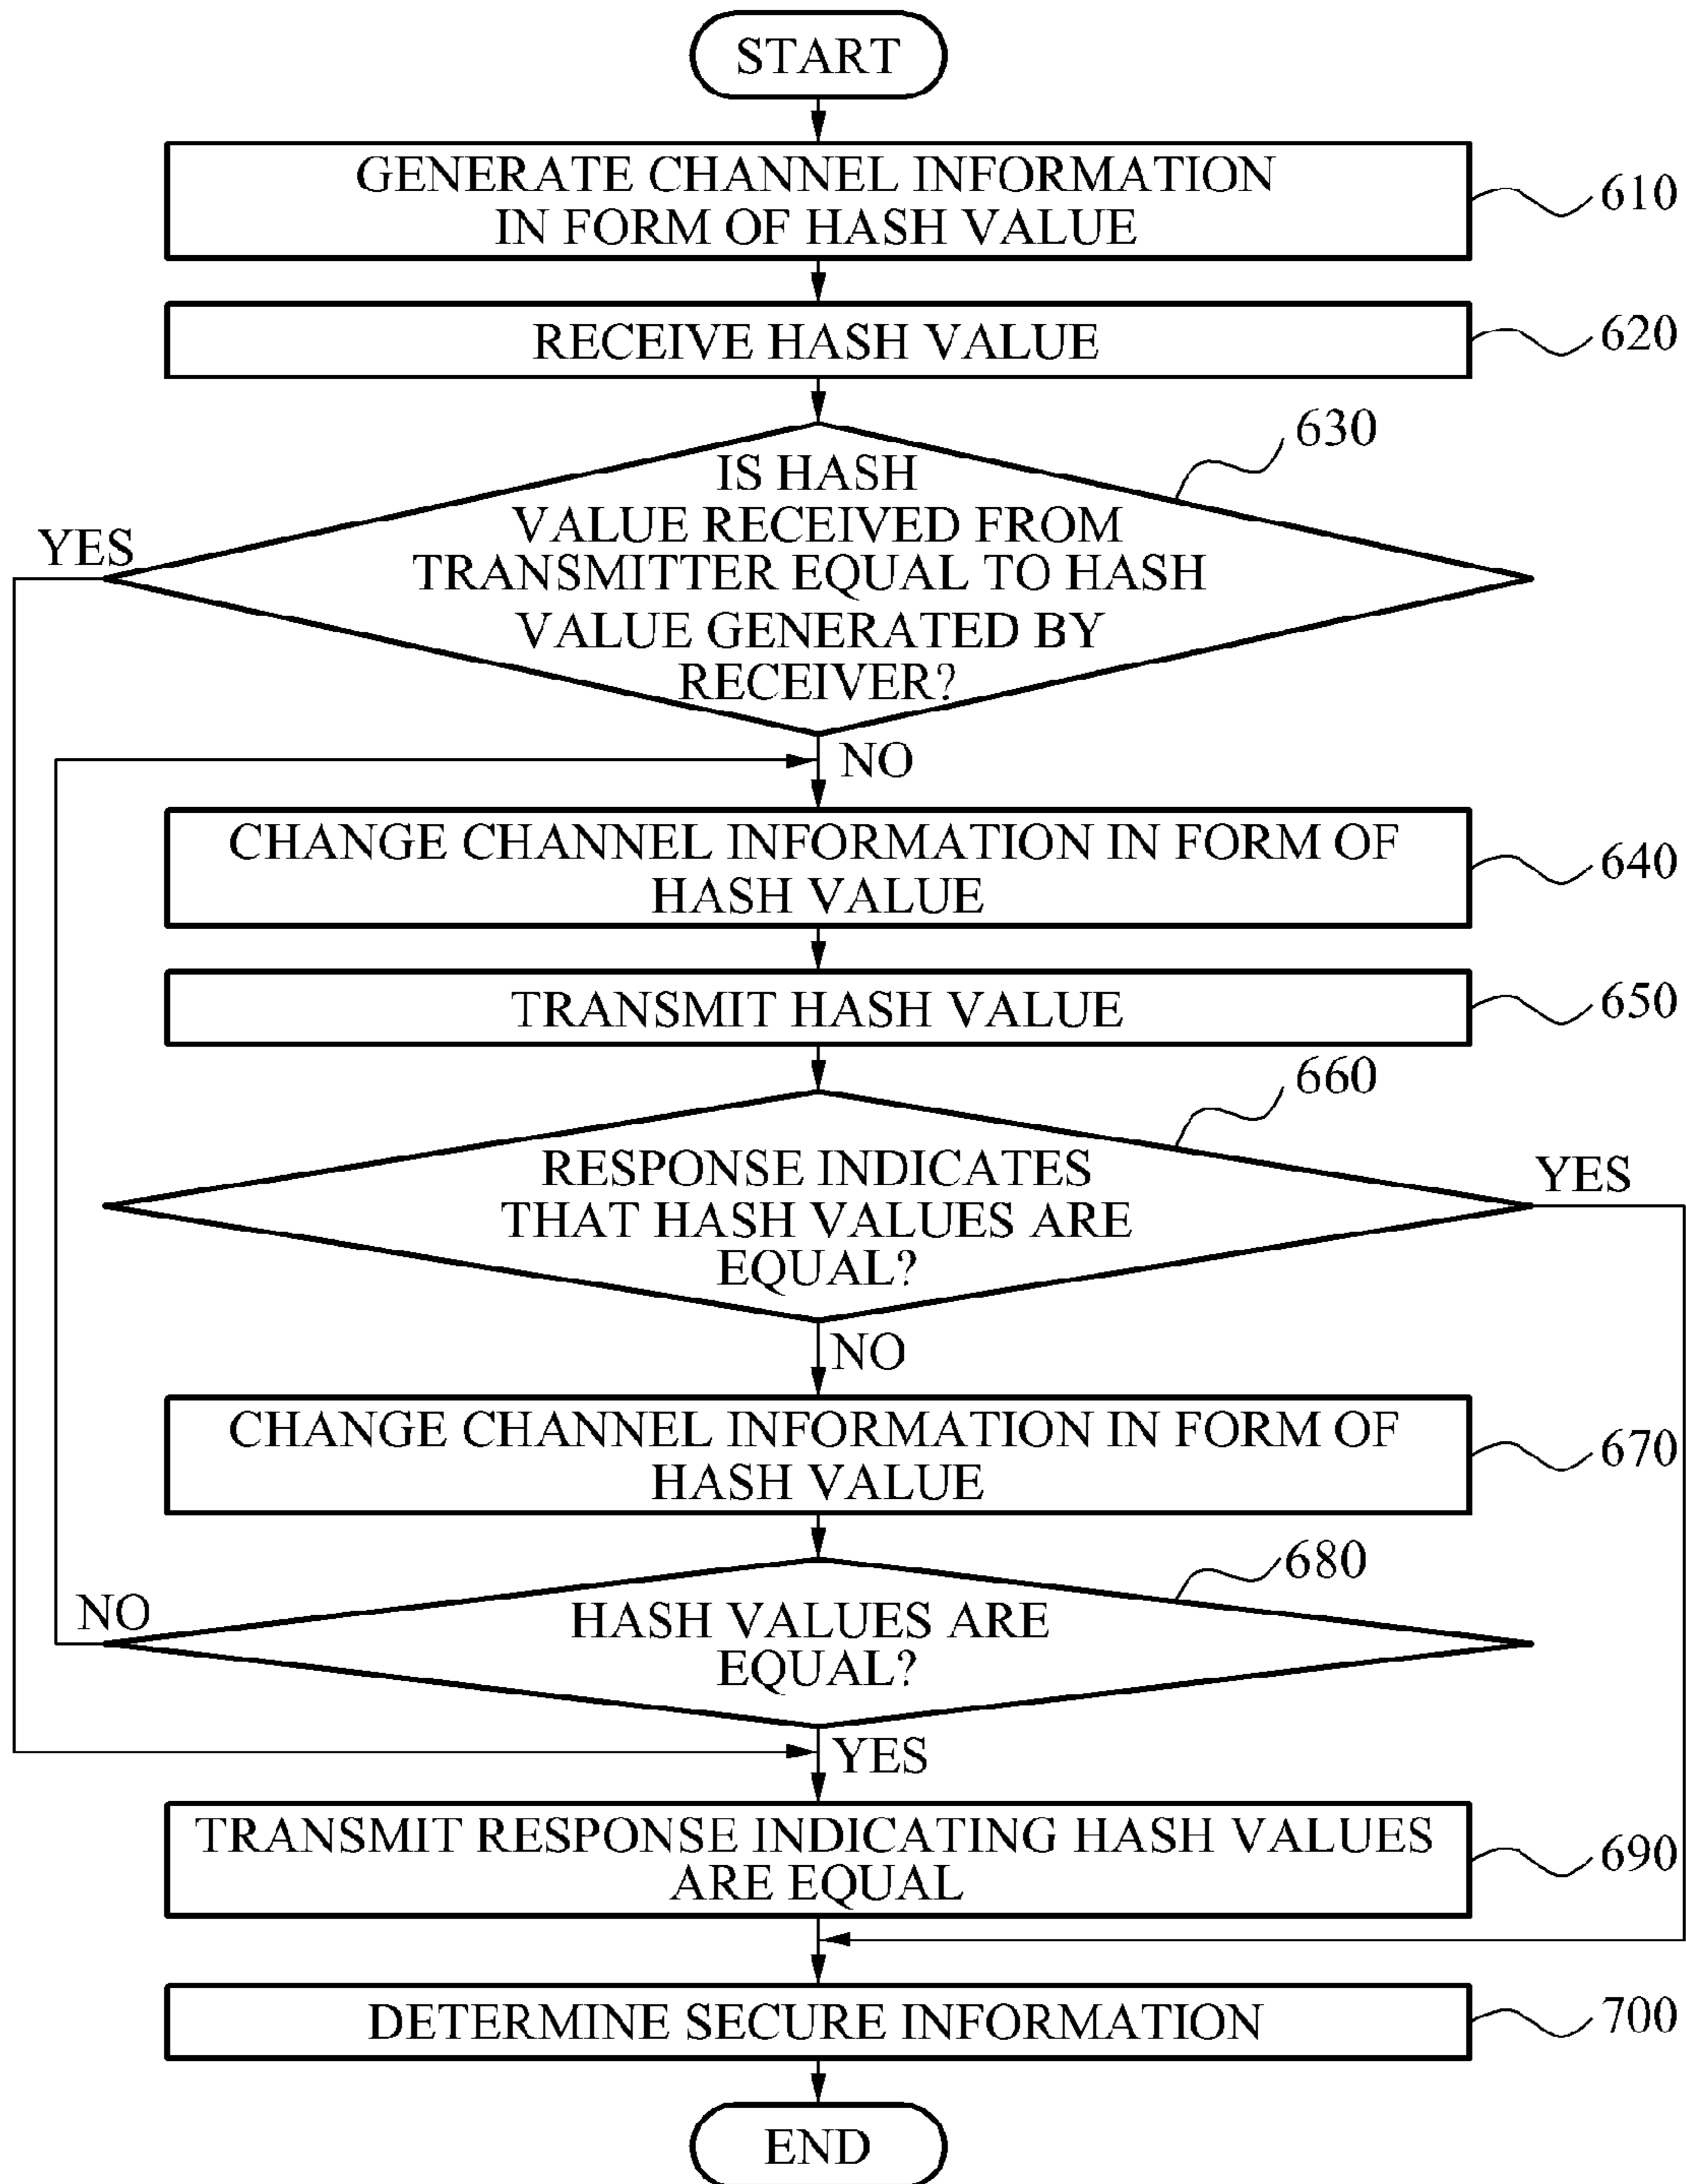 START
GENERATE CHANNEL INFORMATION
IN FORM OF HASH VALUE
610
RECEIVE HASH VALUE
620
630
IS HASH
VALUE RECEIVED FROM
TRANSMITTER EQUAL TO HASH
VALUE GENERATED BY
RECEIVER?
YES
NO
CHANGE CHANNEL INFORMATION IN FORM OF
HASH VALUE
640
TRANSMIT HASH VALUE
650
660
RESPONSE INDICATES
THAT HASH VALUES ARE
EQUAL?
YES
NO
CHANGE CHANNEL INFORMATION IN FORM OF
HASH VALUE
670
680
NO
HASH VALUES ARE
EQUAL?
YES
TRANSMIT RESPONSE INDICATING HASH VALUES
ARE EQUAL
690
DETERMINE SECURE INFORMATION
700
END